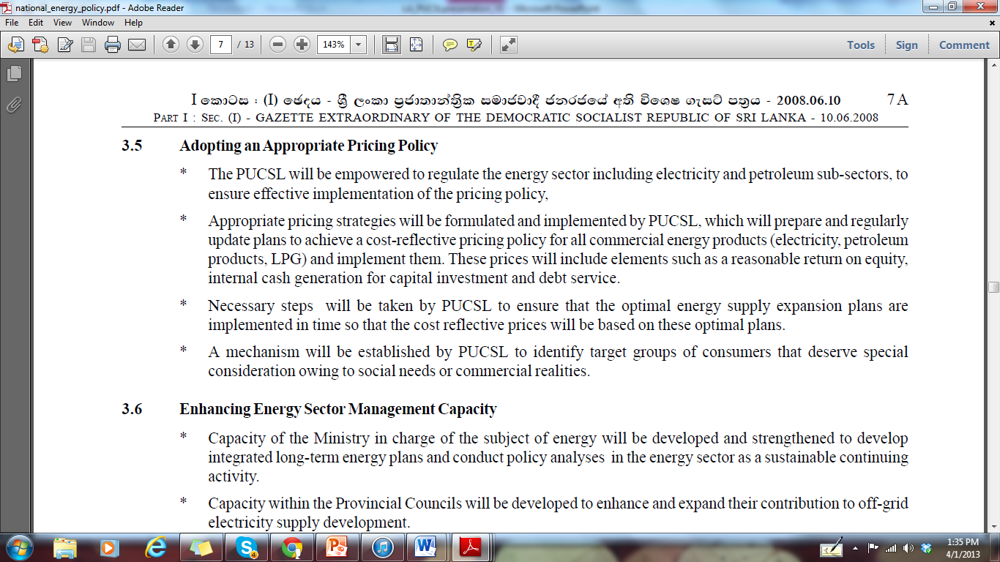 national_energy_policy.pdf - Adobe Reader
File Edit View Window Help
7 / 13 143% Tools Sign Comment
I කොටස : (I) ඡෙදය - ශ්‍රී ලංකා ප්‍රජාතාන්ත්‍රික සමාජවාදී ජනරජයේ අති විශෙෂ ගැසට් පත්‍රය - 2008.06.10 7 A
PART I : SEC. (I) - GAZETTE EXTRAORDINARY OF THE DEMOCRATIC SOCIALIST REPUBLIC OF SRI LANKA - 10.06.2008
3.5 Adopting an Appropriate Pricing Policy
* The PUCSL will be empowered to regulate the energy sector including electricity and petroleum sub-sectors, to
ensure effective implementation of the pricing policy,
* Appropriate pricing strategies will be formulated and implemented by PUCSL, which will prepare and regularly
update plans to achieve a cost-reflective pricing policy for all commercial energy products (electricity, petroleum
products, LPG) and implement them. These prices will include elements such as a reasonable return on equity,
internal cash generation for capital investment and debt service.
* Necessary steps will be taken by PUCSL to ensure that the optimal energy supply expansion plans are
implemented in time so that the cost reflective prices will be based on these optimal plans.
* A mechanism will be established by PUCSL to identify target groups of consumers that deserve special
consideration owing to social needs or commercial realities.
3.6 Enhancing Energy Sector Management Capacity
* Capacity of the Ministry in charge of the subject of energy will be developed and strengthened to develop
integrated long-term energy plans and conduct policy analyses in the energy sector as a sustainable continuing
activity.
* Capacity within the Provincial Councils will be developed to enhance and expand their contribution to off-grid
electricity supply development.
4
1:35 PM
4/1/2013